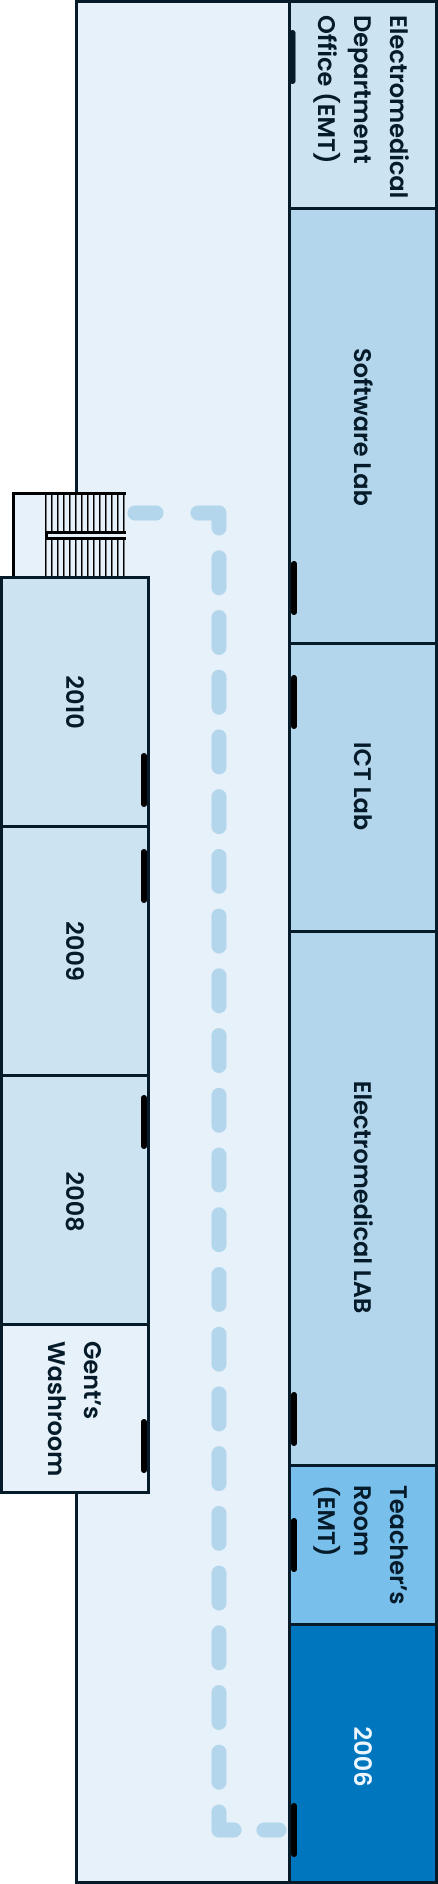 Electromedical
Department
Office (EMT)
Software Lab
ICT Lab
Electromedical LAB
Teacher's
Room
(EMT)
2006
2010
2009
2008
Gent's
Washroom